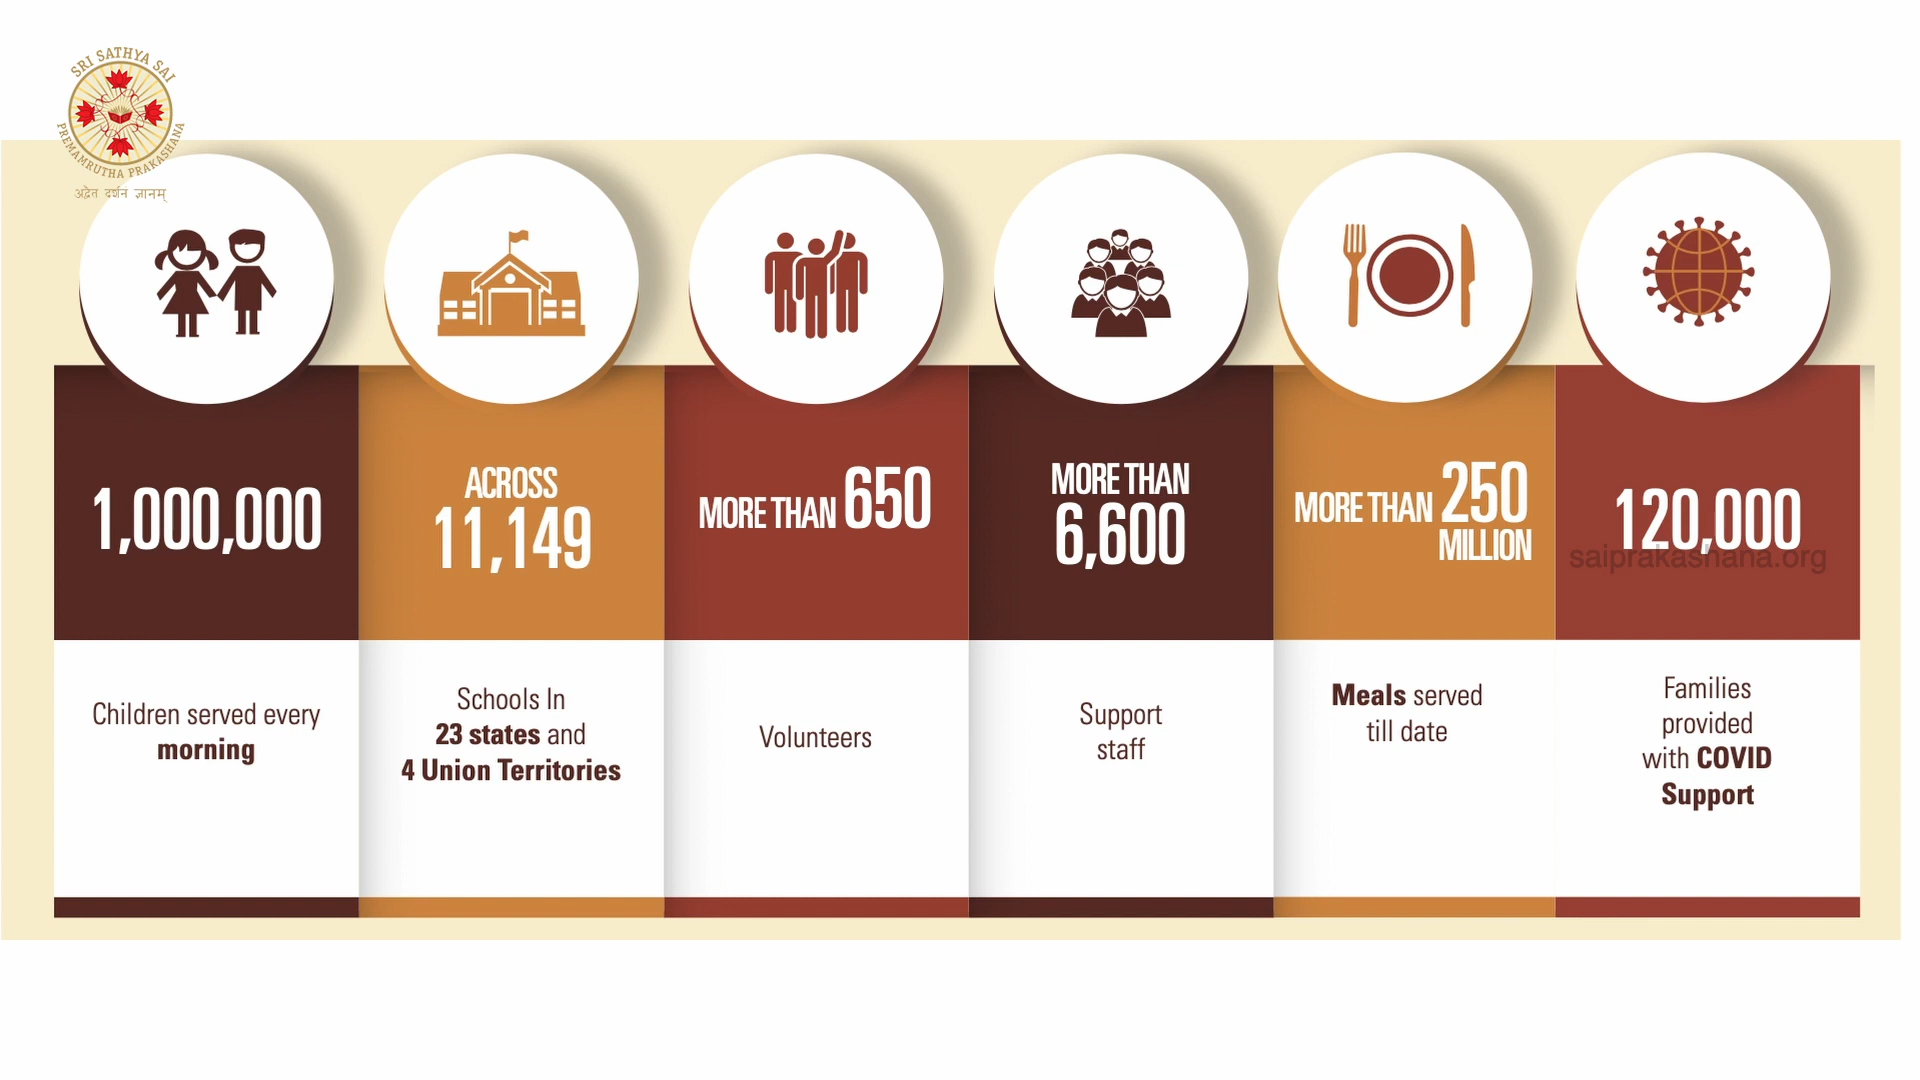 SRI SATHYA SAI
PREMAMRUTHA PRAKASHANA
अद्वैत दर्शन ज्ञानम्
1,000,000
Children served every
morning
ACROSS
11,149
Schools In
23 states and
4 Union Territories
MORE THAN 650
Volunteers
MORE THAN
6,600
Support
staff
MORE THAN 250
MILLION
Meals served
till date
120,000
saiprakashana.org
Families
provided
with COVID
Support